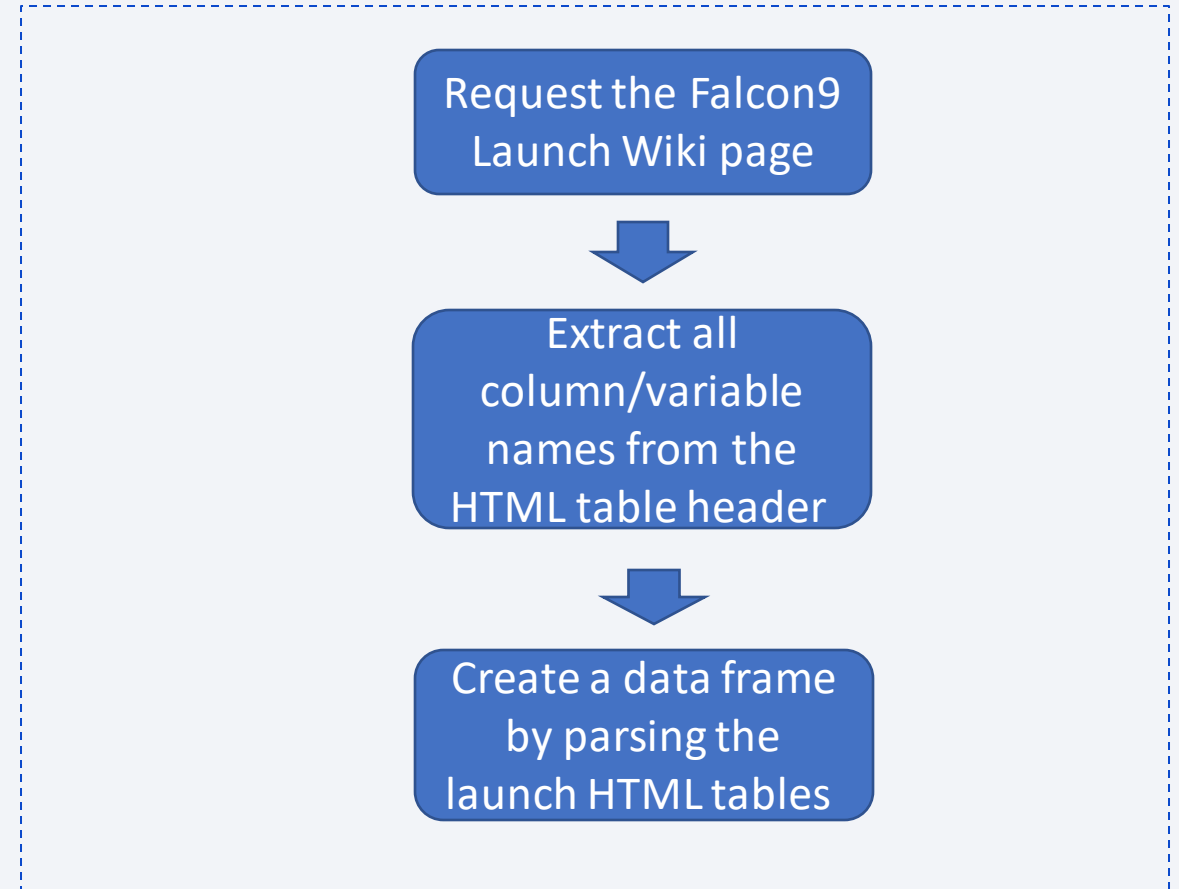 Request the Falcon9
Launch Wiki page
Extract all
column/variable
names from the
HTML table header
Create a data frame
by parsing the
launch HTML tables